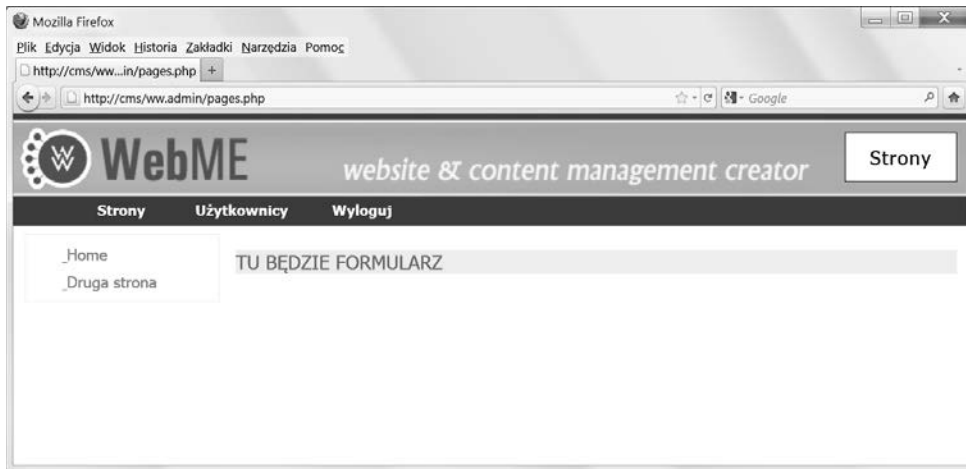 Mozilla Firefox
Plik Edycja Widok Historia Zakładki Narzędzia Pomoc
http://cms/ww...in/pages.php +
http://cms/ww.admin/pages.php Google
W WebME website & content management creator Strony
Strony Użytkownicy Wyloguj
_Home
TU BĘDZIE FORMULARZ
_Druga strona